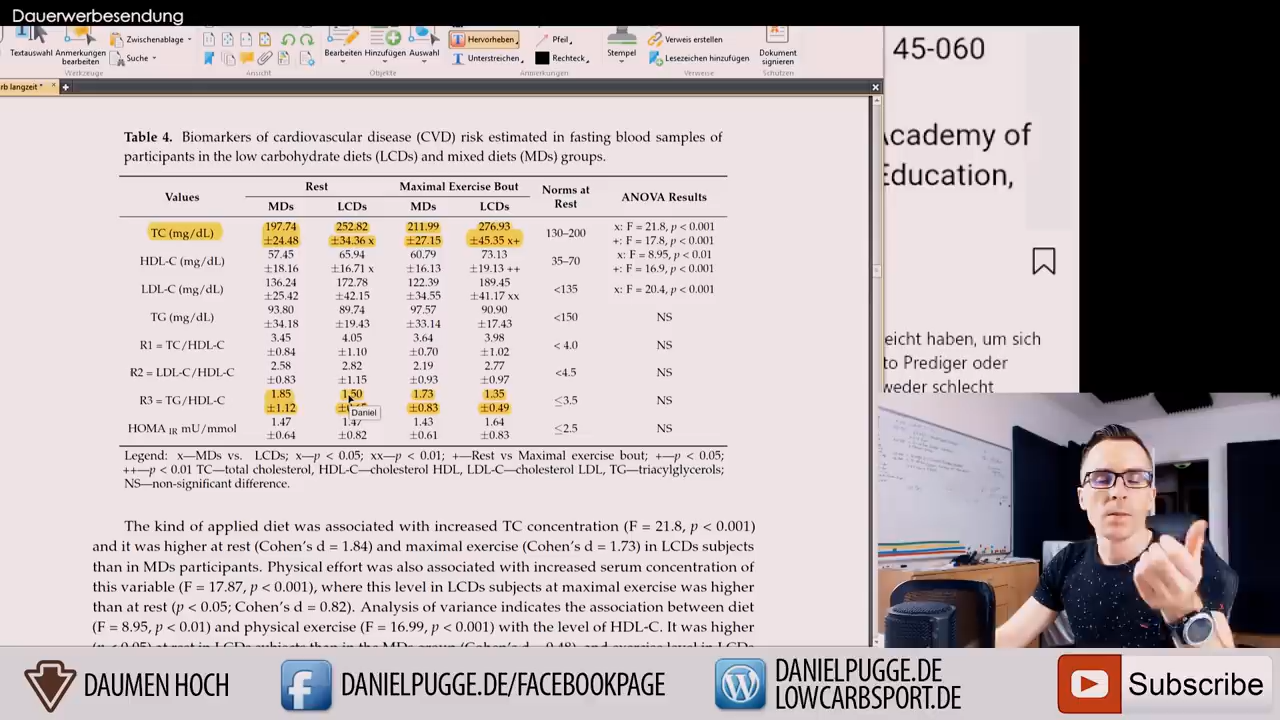 Dauerwerbesendung
Textauswahl
Anmerkungen bearbeiten
Zwischenablage
Suche
Bearbeiten Hinzufügen Auswahl
Hervorheben
Unterstreichen
Pfeil
Rechteck
Stempel
Verweis erstellen
Lesezeichen hinzufügen
Dokument signieren
Werkzeuge
Ansicht
Objekte
Anmerkungen
Verweise
Schützen
rb langzeit *
45-060
Academy of
Education,
Table 4. Biomarkers of cardiovascular disease (CVD) risk estimated in fasting blood samples of
participants in the low carbohydrate diets (LCDs) and mixed diets (MDs) groups.
Values Rest Maximal Exercise Bout Norms at Rest ANOVA Results
MDs LCDs MDs LCDs
TC (mg/dL) 197.74 252.82 211.99 276.93 130–200 x: F = 21.8, p < 0.001
±24.48 ±34.36 x ±27.15 ±45.35 x+ +: F = 17.8, p < 0.001
HDL-C (mg/dL) 57.45 65.94 60.79 73.13 35–70 x: F = 8.95, p < 0.01
±18.16 ±16.71 x ±16.13 ±19.13 ++ +: F = 16.9, p < 0.001
LDL-C (mg/dL) 136.24 172.78 122.39 189.45 <135 x: F = 20.4, p < 0.001
±25.42 ±42.15 ±34.55 ±41.17 xx
TG (mg/dL) 93.80 89.74 97.57 90.90 <150 NS
±34.18 ±19.43 ±33.14 ±17.43
R1 = TC/HDL-C 3.45 4.05 3.64 3.98 < 4.0 NS
±0.84 ±1.10 ±0.70 ±1.02
R2 = LDL-C/HDL-C 2.58 2.82 2.19 2.77 <4.5 NS
±0.83 ±1.15 ±0.93 ±0.97
R3 = TG/HDL-C 1.85 1.50 1.73 1.35 ≤3.5 NS
±1.12 ±0.83 ±0.49
Daniel
HOMA IR mU/mmol 1.47 1.47 1.43 1.64 ≤2.5 NS
±0.64 ±0.82 ±0.61 ±0.83
Legend: x—MDs vs. LCDs; x—p < 0.05; xx—p < 0.01; +—Rest vs Maximal exercise bout; +—p < 0.05;
++—p < 0.01 TC—total cholesterol, HDL-C—cholesterol HDL, LDL-C—cholesterol LDL, TG—triacylglycerols;
NS—non-significant difference.
The kind of applied diet was associated with increased TC concentration (F = 21.8, p < 0.001)
and it was higher at rest (Cohen's d = 1.84) and maximal exercise (Cohen's d = 1.73) in LCDs subjects
than in MDs participants. Physical effort was also associated with increased serum concentration of
this variable (F = 17.87, p < 0.001), where this level in LCDs subjects at maximal exercise was higher
than at rest (p < 0.05; Cohen's d = 0.82). Analysis of variance indicates the association between diet
(F = 8.95, p < 0.01) and physical exercise (F = 16.99, p < 0.001) with the level of HDL-C. It was higher
eicht haben, um sich
to Prediger oder
weder schlecht
DAUMEN HOCH
DANIELPUGGE.DE/FACEBOOKPAGE
DANIELPUGGE.DE
LOWCARBSPORT.DE
Subscribe